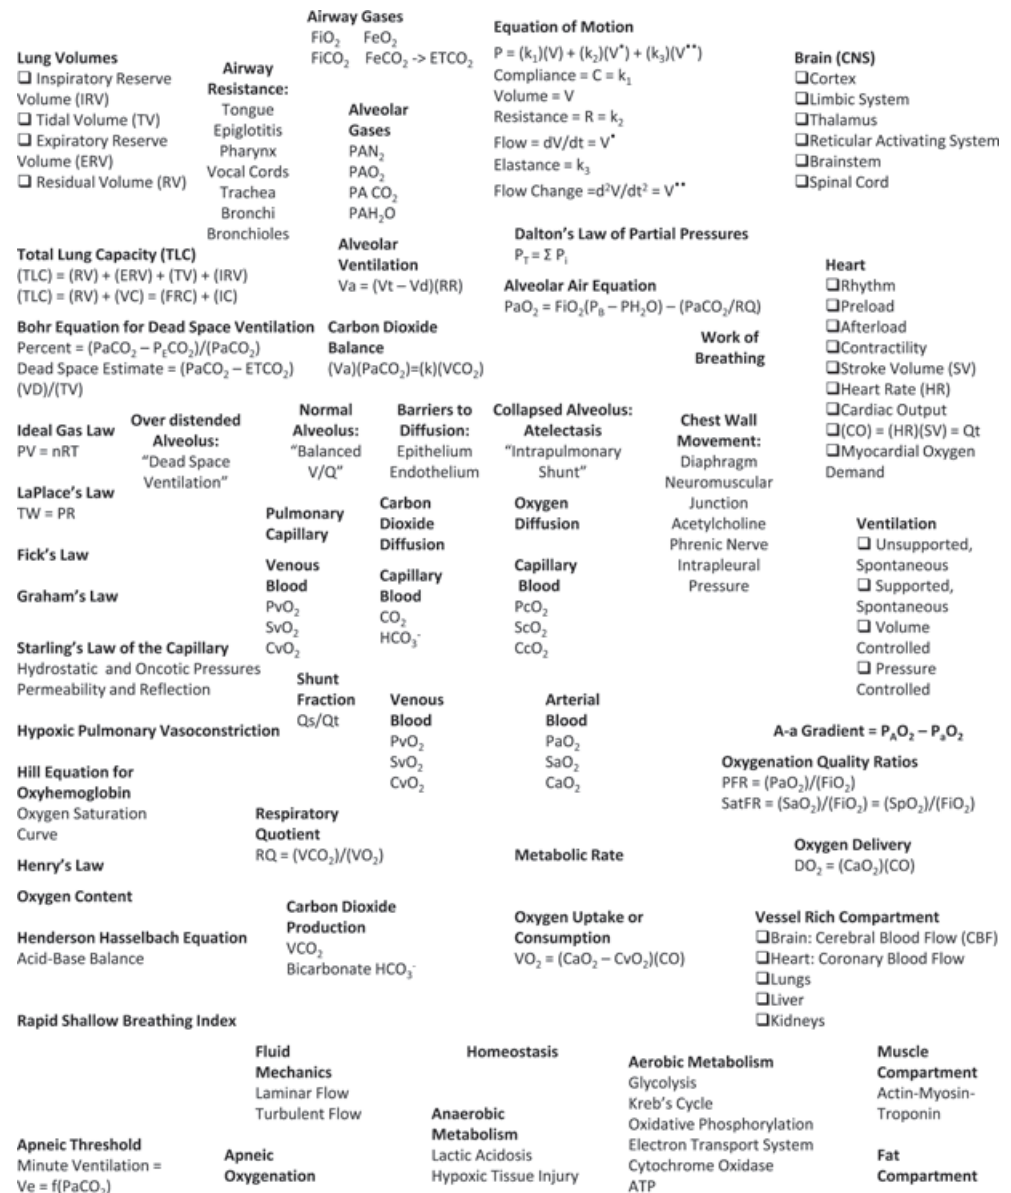 Airway Gases
FiO₂ FeO₂
FiCO₂ FeCO₂ -> ETCO₂
Equation of Motion
P = (k₁)(V) + (k₂)(V•) + (k₃)(V••)
Compliance = C = k₁
Volume = V
Resistance = R = k₂
Flow = dV/dt = V•
Elastance = k₃
Flow Change =d²V/dt² = V••
Lung Volumes
❑ Inspiratory Reserve
Volume (IRV)
❑ Tidal Volume (TV)
❑ Expiratory Reserve
Volume (ERV)
❑ Residual Volume (RV)
Airway
Resistance:
Tongue
Epiglotitis
Pharynx
Vocal Cords
Trachea
Bronchi
Bronchioles
Alveolar
Gases
PAN₂
PAO₂
PA CO₂
PAH₂O
Brain (CNS)
❑Cortex
❑Limbic System
❑Thalamus
❑Reticular Activating System
❑Brainstem
❑Spinal Cord
Total Lung Capacity (TLC)
(TLC) = (RV) + (ERV) + (TV) + (IRV)
(TLC) = (RV) + (VC) = (FRC) + (IC)
Alveolar
Ventilation
Va = (Vt – Vd)(RR)
Dalton's Law of Partial Pressures
P_T = Σ P_i
Alveolar Air Equation
PaO₂ = FiO₂(P_B – PH₂O) – (PaCO₂/RQ)
Heart
❑Rhythm
❑Preload
❑Afterload
❑Contractility
❑Stroke Volume (SV)
❑Heart Rate (HR)
❑Cardiac Output
❑(CO) = (HR)(SV) = Qt
❑Myocardial Oxygen
Demand
Bohr Equation for Dead Space Ventilation
Percent = (PaCO₂ – P_ECO₂)/(PaCO₂)
Dead Space Estimate = (PaCO₂ – ETCO₂)
(VD)/(TV)
Carbon Dioxide
Balance
(Va)(PaCO₂)=(k)(VCO₂)
Work of
Breathing
Ideal Gas Law
PV = nRT
Over distended
Alveolus:
"Dead Space
Ventilation"
Normal
Alveolus:
"Balanced
V/Q"
Barriers to
Diffusion:
Epithelium
Endothelium
Collapsed Alveolus:
Atelectasis
"Intrapulmonary
Shunt"
Chest Wall
Movement:
Diaphragm
Neuromuscular
Junction
Acetylcholine
Phrenic Nerve
Intrapleural
Pressure
LaPlace's Law
TW = PR
Fick's Law
Graham's Law
Pulmonary
Capillary
Venous
Blood
PvO₂
SvO₂
CvO₂
Carbon
Dioxide
Diffusion
Capillary
Blood
CO₂
HCO₃⁻
Oxygen
Diffusion
Capillary
Blood
PcO₂
ScO₂
CcO₂
Ventilation
❑ Unsupported,
Spontaneous
❑ Supported,
Spontaneous
❑ Volume
Controlled
❑ Pressure
Controlled
Starling's Law of the Capillary
Hydrostatic and Oncotic Pressures
Permeability and Reflection
Shunt
Fraction
Qs/Qt
Venous
Blood
PvO₂
SvO₂
CvO₂
Arterial
Blood
PaO₂
SaO₂
CaO₂
Hypoxic Pulmonary Vasoconstriction
A-a Gradient = P_AO₂ – P_aO₂
Oxygenation Quality Ratios
PFR = (PaO₂)/(FiO₂)
SatFR = (SaO₂)/(FiO₂) = (SpO₂)/(FiO₂)
Hill Equation for
Oxyhemoglobin
Oxygen Saturation
Curve
Respiratory
Quotient
RQ = (VCO₂)/(VO₂)
Metabolic Rate
Oxygen Delivery
DO₂ = (CaO₂)(CO)
Henry's Law
Oxygen Content
Henderson Hasselbach Equation
Acid-Base Balance
Carbon Dioxide
Production
VCO₂
Bicarbonate HCO₃⁻
Oxygen Uptake or
Consumption
VO₂ = (CaO₂ – CvO₂)(CO)
Vessel Rich Compartment
❑Brain: Cerebral Blood Flow (CBF)
❑Heart: Coronary Blood Flow
❑Lungs
❑Liver
❑Kidneys
Rapid Shallow Breathing Index
Fluid
Mechanics
Laminar Flow
Turbulent Flow
Homeostasis
Aerobic Metabolism
Glycolysis
Kreb's Cycle
Oxidative Phosphorylation
Electron Transport System
Cytochrome Oxidase
ATP
Muscle
Compartment
Actin-Myosin-
Troponin
Anaerobic
Metabolism
Lactic Acidosis
Hypoxic Tissue Injury
Apneic Threshold
Minute Ventilation =
Ve = f(PaCO₂)
Apneic
Oxygenation
Fat
Compartment